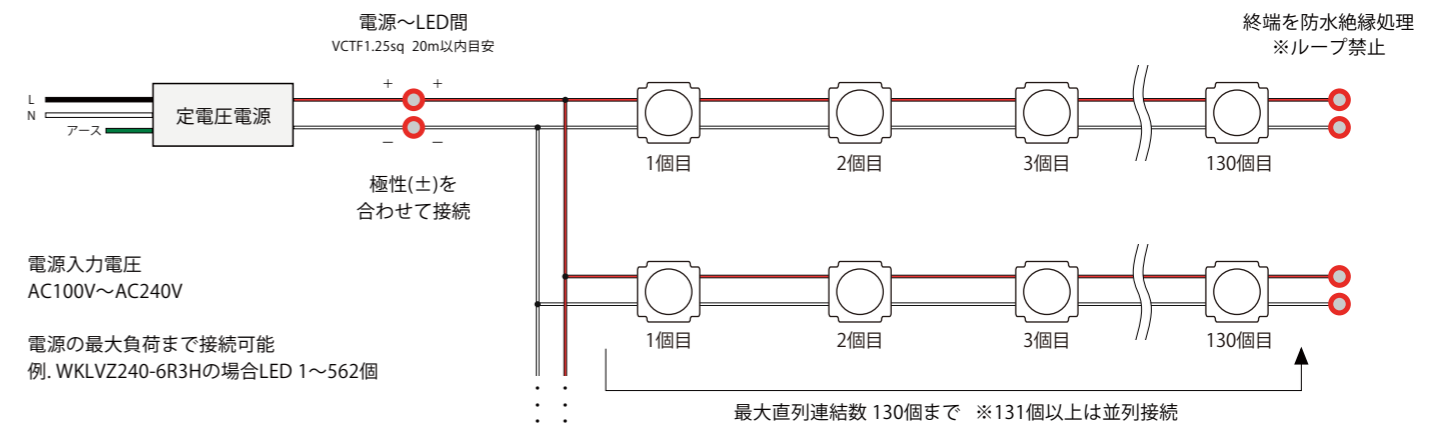 電源～LED間
VCTF1.25sq 20m以内目安
終端を防水絶縁処理
※ループ禁止
L
N
アース
定電圧電源
+ +
− −
1個目
2個目
3個目
130個目
極性(±)を
合わせて接続
電源入力電圧
AC100V～AC240V
電源の最大負荷まで接続可能
例. WKLVZ240-6R3Hの場合LED 1～562個
1個目
2個目
3個目
130個目
最大直列連結数 130個まで ※131個以上は並列接続